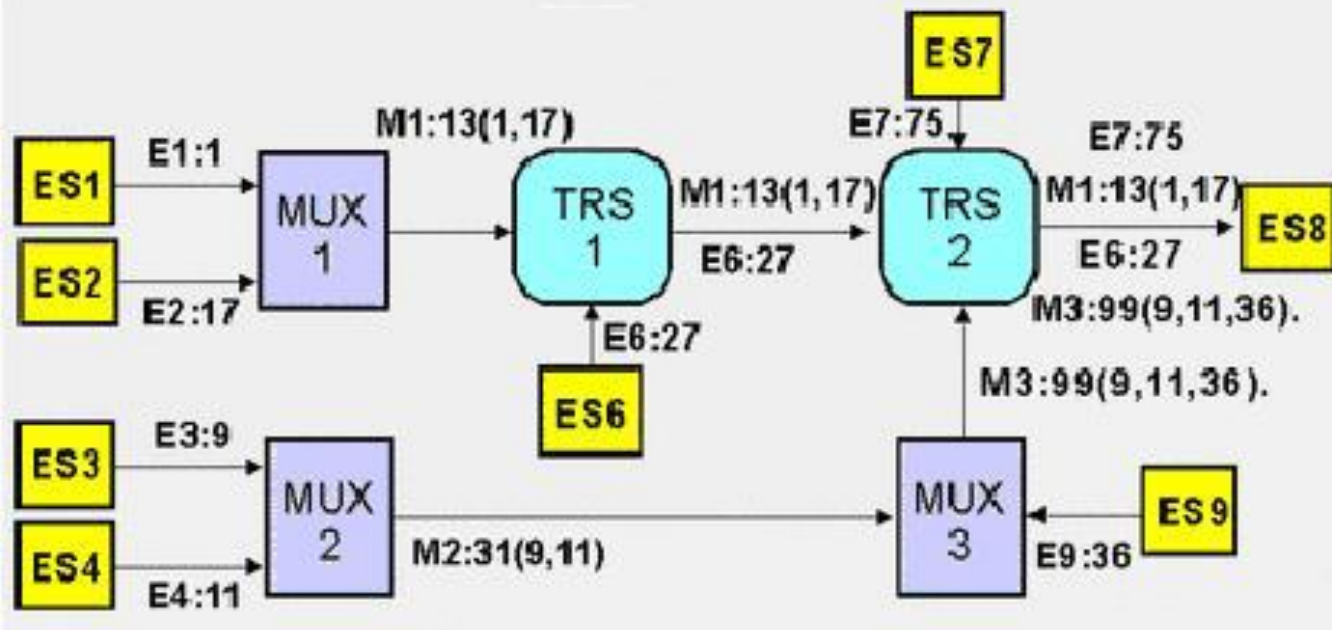 ES7
M1:13(1,17)
E7:75
E7:75
E1:1
ES1
MUX
1
TRS
1
M1:13(1,17)
TRS
2
M1:13(1,17)
ES8
ES2
E2:17
E6:27
E6:27
M3:99(9,11,36).
E6:27
ES6
M3:99(9,11,36).
E3:9
ES3
MUX
2
MUX
3
ES9
ES4
E4:11
M2:31(9,11)
E9:36